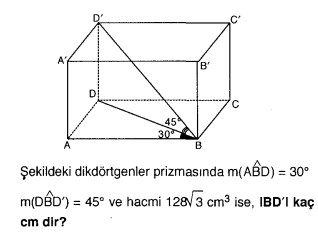 D'
C'
A'
B'
D
C
45°
30°
A
B
Şekildeki dikdörtgenler prizmasında m(AB̂D) = 30°
m(DB̂D') = 45° ve hacmi 128√3 cm³ ise, IBD'I kaç
cm dir?